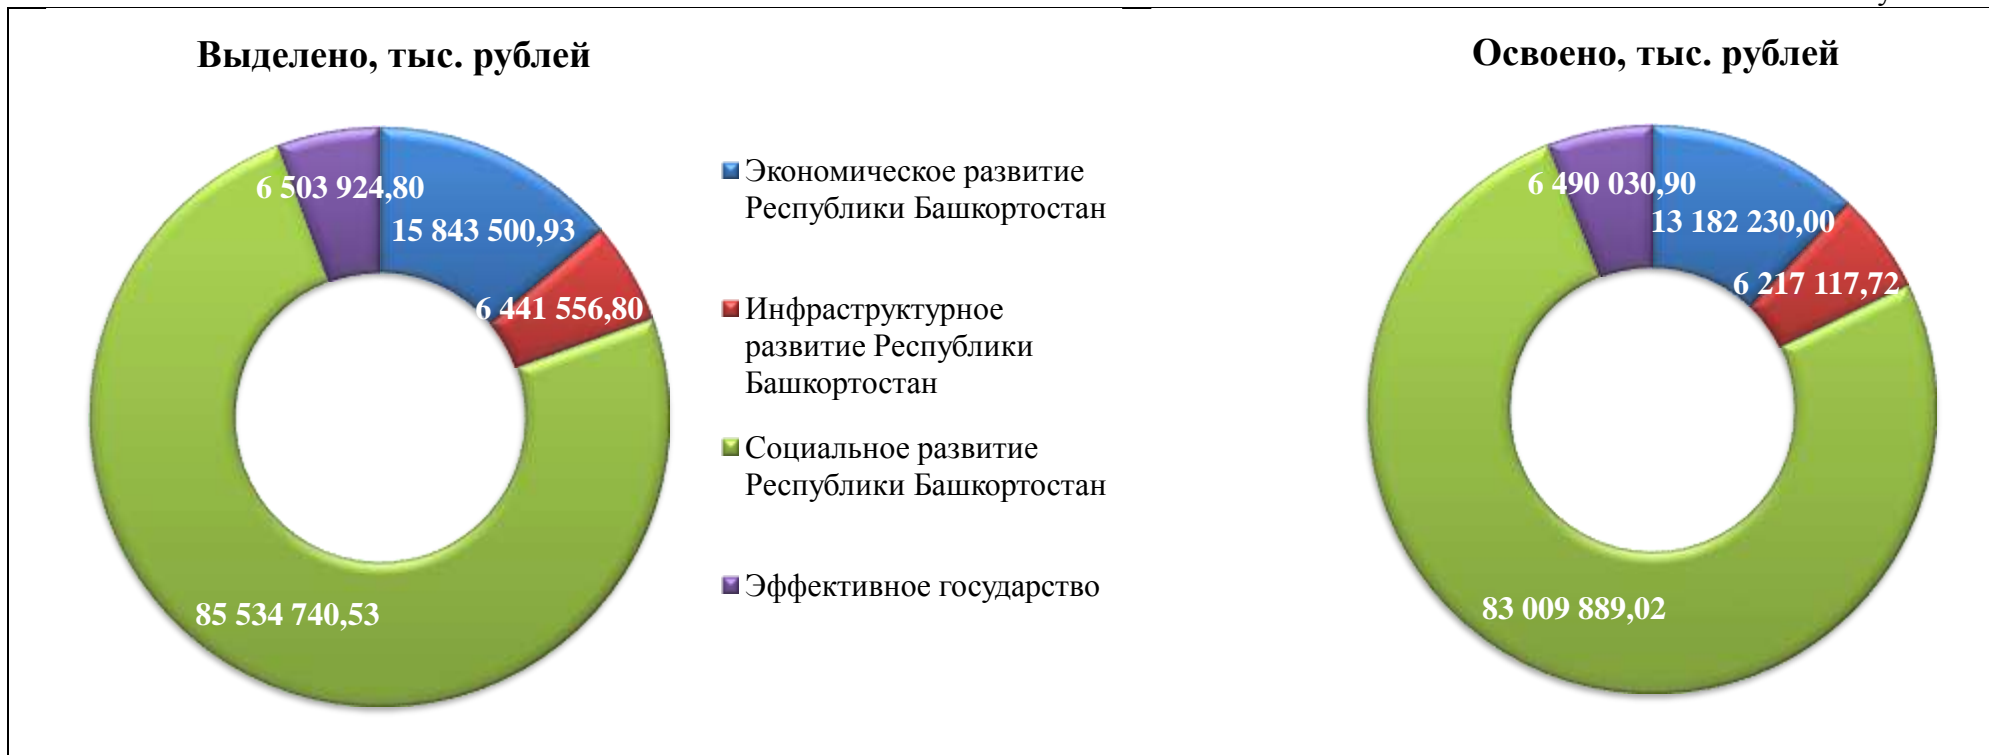 Выделено, тыс. рублей
6 503 924,80
15 843 500,93
6 441 556,80
85 534 740,53
Экономическое развитие
Республики Башкортостан
Инфраструктурное
развитие Республики
Башкортостан
Социальное развитие
Республики Башкортостан
Эффективное государство
Освоено, тыс. рублей
6 490 030,90
13 182 230,00
6 217 117,72
83 009 889,02